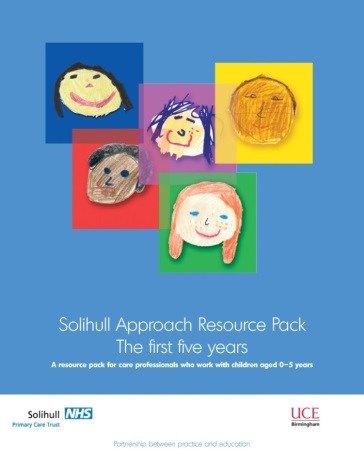 Solihull Approach Resource Pack
The first five years
A resource pack for care professionals who work with children aged 0–5 years
Solihull NHS
Primary Care Trust
UCE
Birmingham
Partnership between practice and education